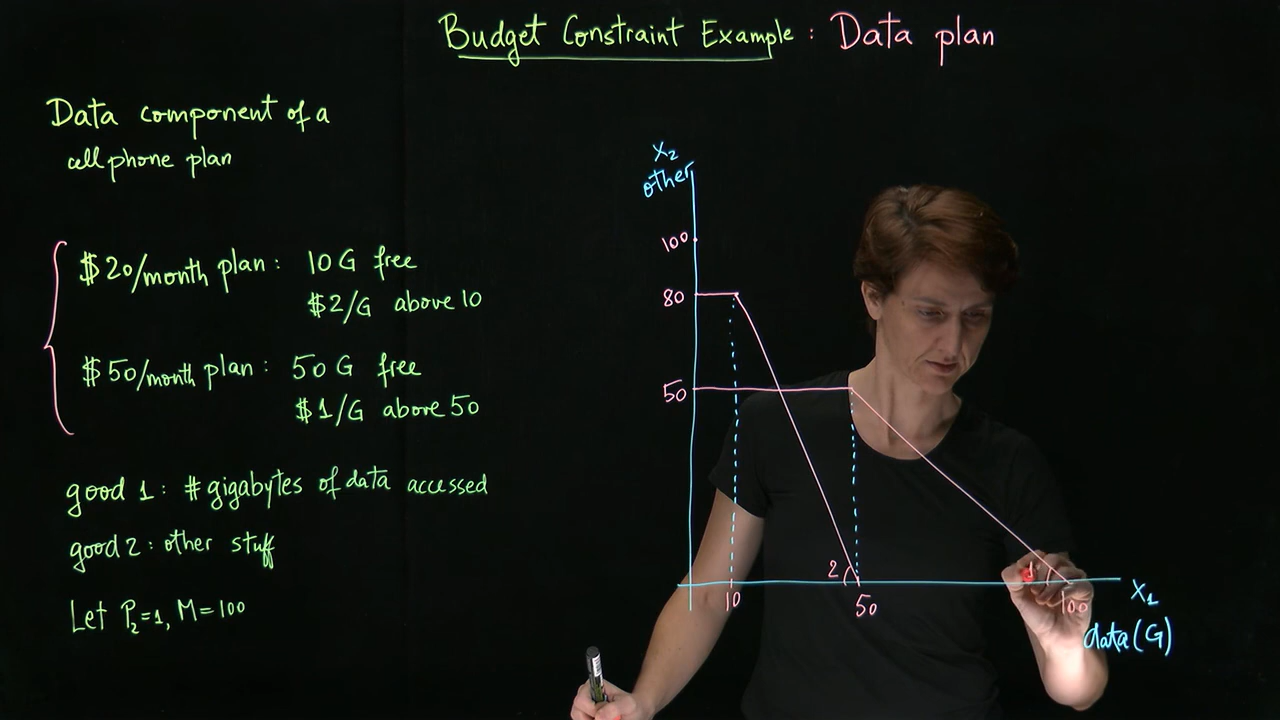 Budget Constraint Example : Data plan
Data component of a
cell phone plan
$20/month plan : 10 G free
$2/G above 10
$50/month plan : 50 G free
$1/G above 50
good 1 : # gigabytes of data accessed
good 2 : other stuff
Let P₂=1, M=100
X₂
other
100
80
50
2
10
50
100
X₁
data(G)